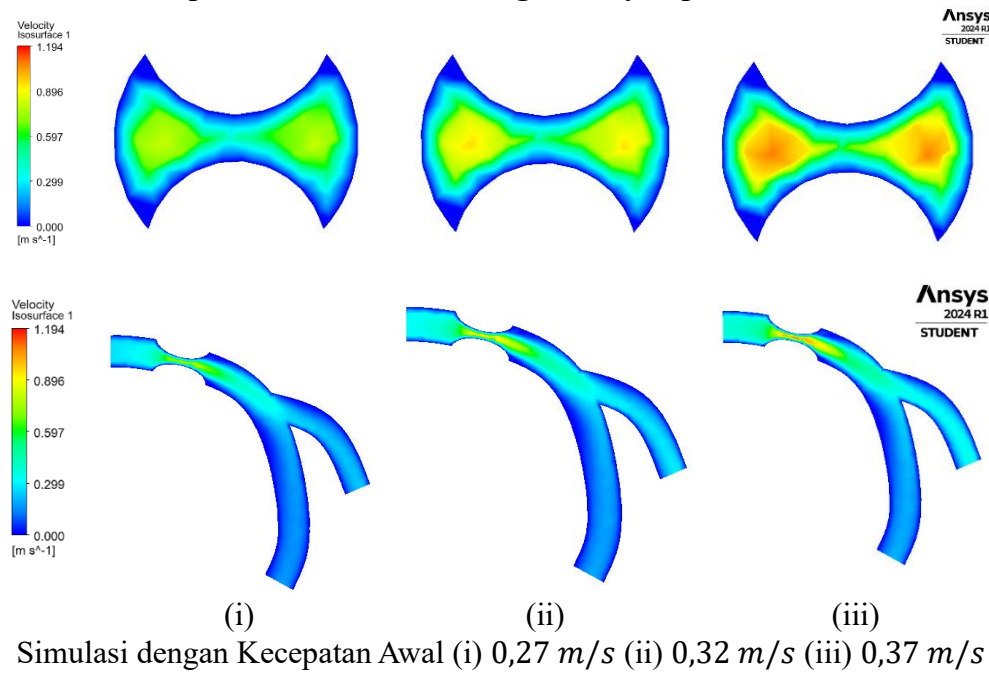 Velocity
Isosurface 1
1.194
0.896
0.597
0.299
0.000
[m s^-1]
Ansys
2024 R1
STUDENT
Velocity
Isosurface 1
1.194
0.896
0.597
0.299
0.000
[m s^-1]
Ansys
2024 R1
STUDENT
(i) (ii) (iii)
Simulasi dengan Kecepatan Awal (i) 0,27 m/s (ii) 0,32 m/s (iii) 0,37 m/s